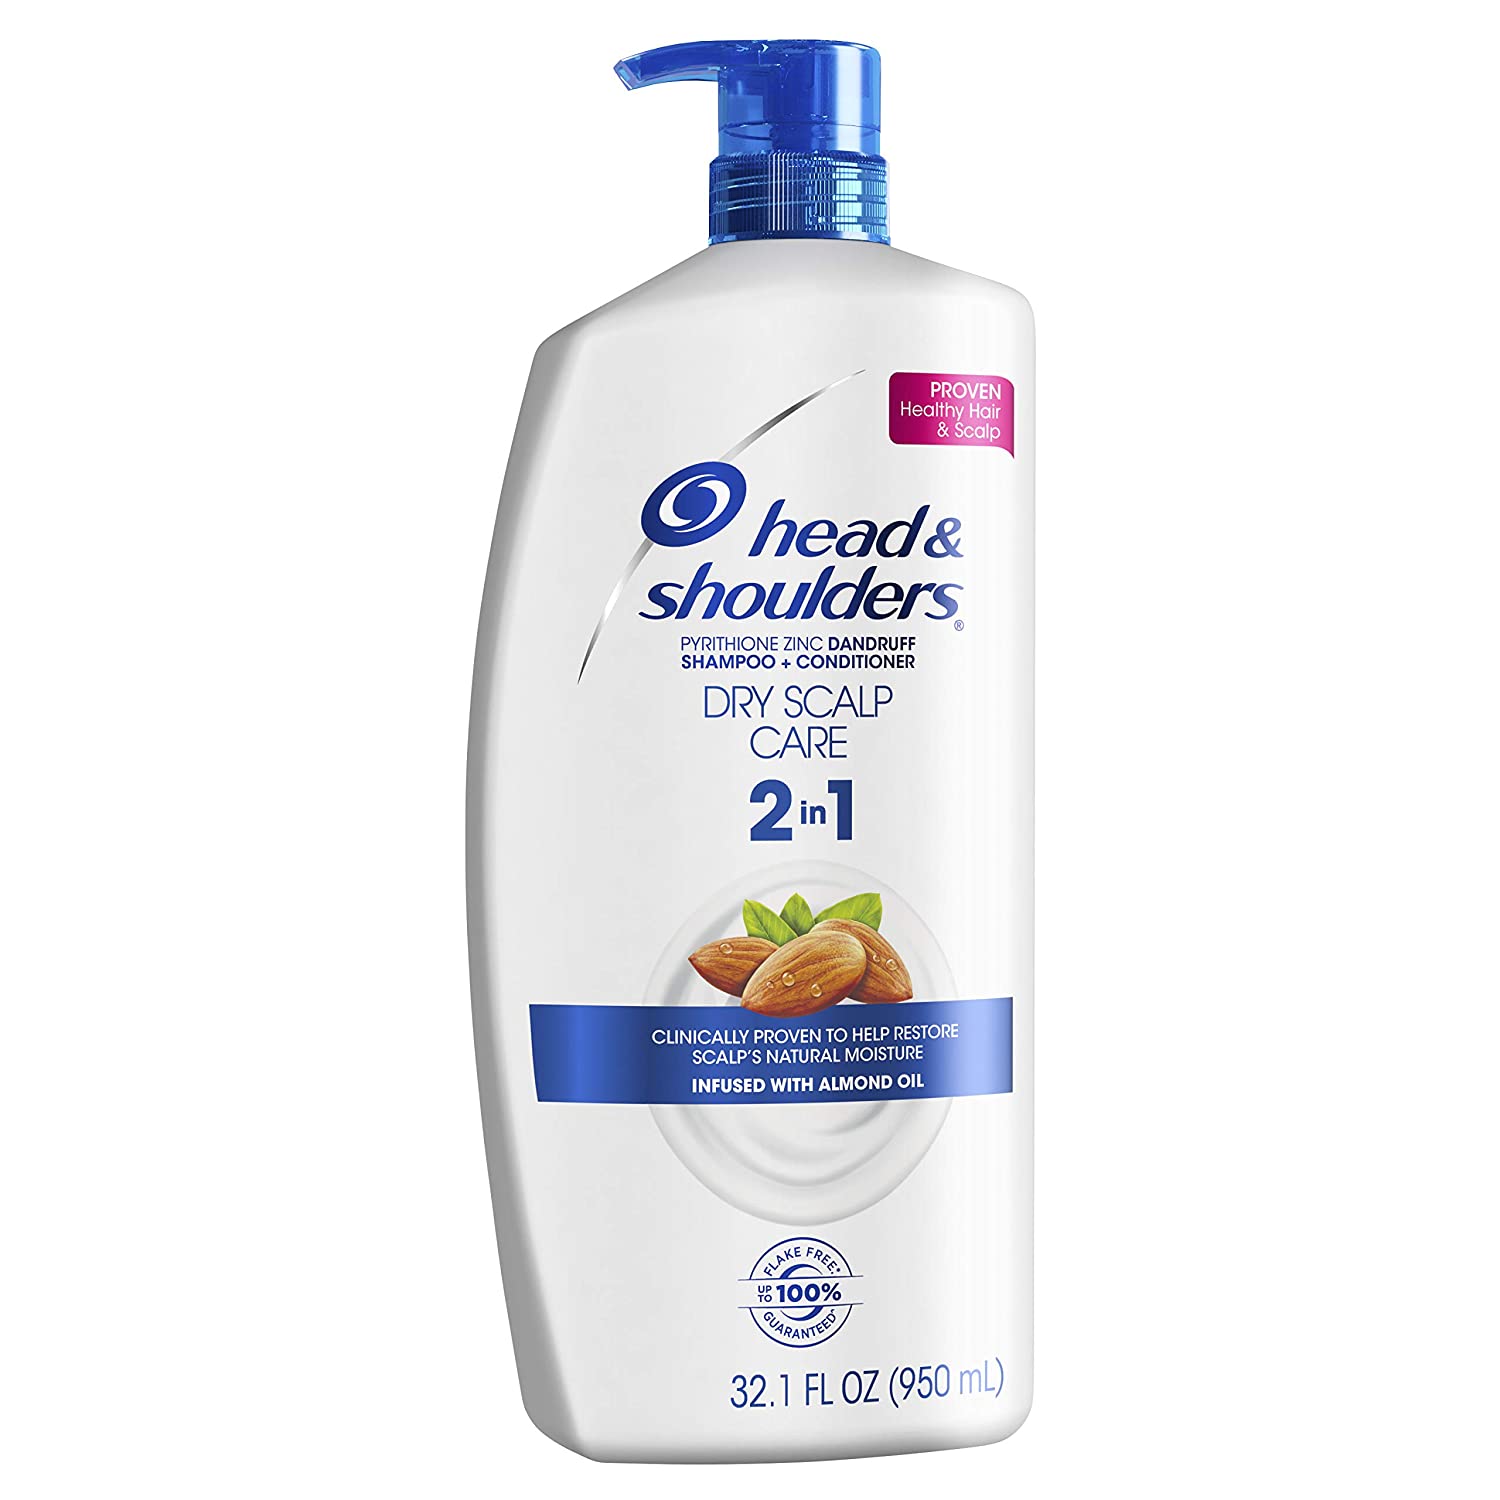 PROVEN
Healthy Hair
& Scalp
head &
shoulders®
PYRITHIONE ZINC DANDRUFF
SHAMPOO + CONDITIONER
DRY SCALP
CARE
2 in 1
CLINICALLY PROVEN TO HELP RESTORE
SCALP'S NATURAL MOISTURE
INFUSED WITH ALMOND OIL
FLAKE FREE*
UP TO 100%
GUARANTEED^
32.1 FL OZ (950 mL)